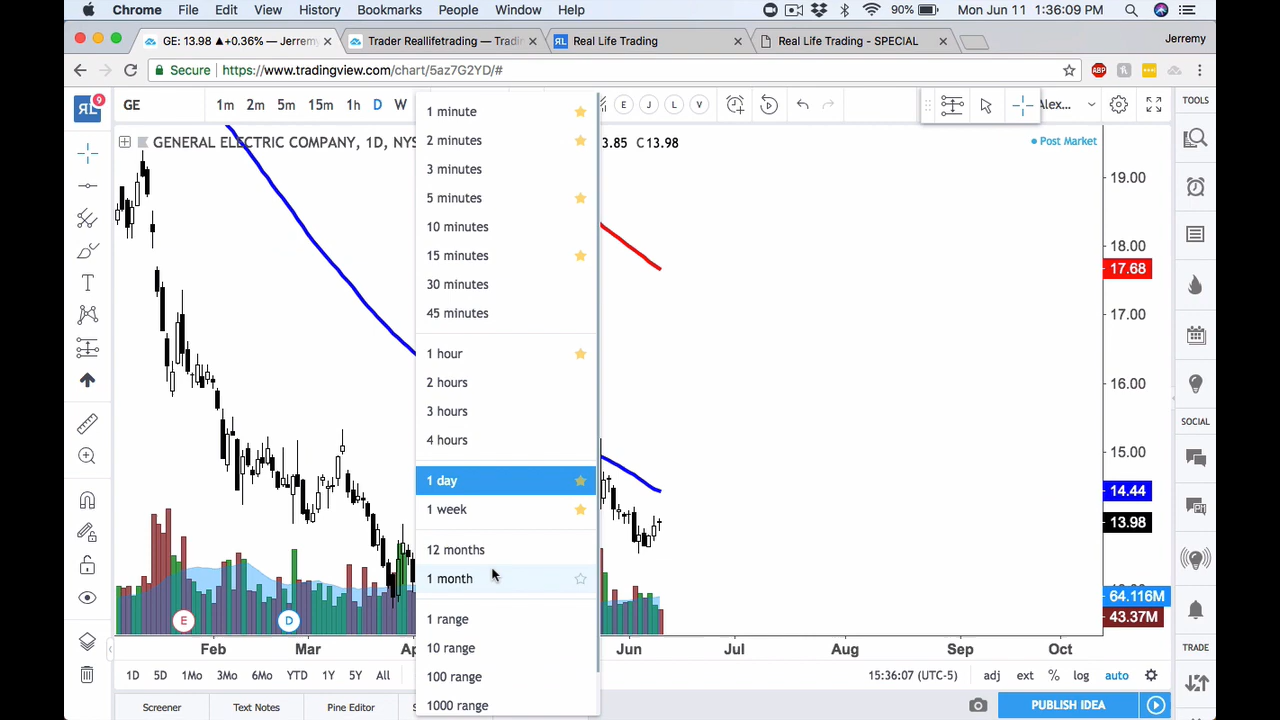 Chrome File Edit View History Bookmarks People Window Help 90% Mon Jun 11 1:36:09 PM
GE: 13.98 ▲+0.36% — Jerremy × Trader Reallifetrading — Tradin × RL Real Life Trading × Real Life Trading - SPECIAL × Jerremy
Secure https://www.tradingview.com/chart/5az7G2YD/# ABP
RL 9 GE 1m 2m 5m 15m 1h D W E J L V Alex... TOOLS
GENERAL ELECTRIC COMPANY, 1D, NYS 3.85 C13.98 Post Market
1 minute
2 minutes
3 minutes
5 minutes
10 minutes
15 minutes
30 minutes
45 minutes
1 hour
2 hours
3 hours
4 hours
1 day
1 week
12 months
1 month
1 range
10 range
100 range
1000 range
19.00
18.00
17.68
17.00
16.00
15.00
14.44
13.98
64.116M
43.37M
SOCIAL
TRADE
E D
Feb Mar Ap Jun Jul Aug Sep Oct
1D 5D 1Mo 3Mo 6Mo YTD 1Y 5Y All 15:36:07 (UTC-5) adj ext % log auto
Screener Text Notes Pine Editor PUBLISH IDEA